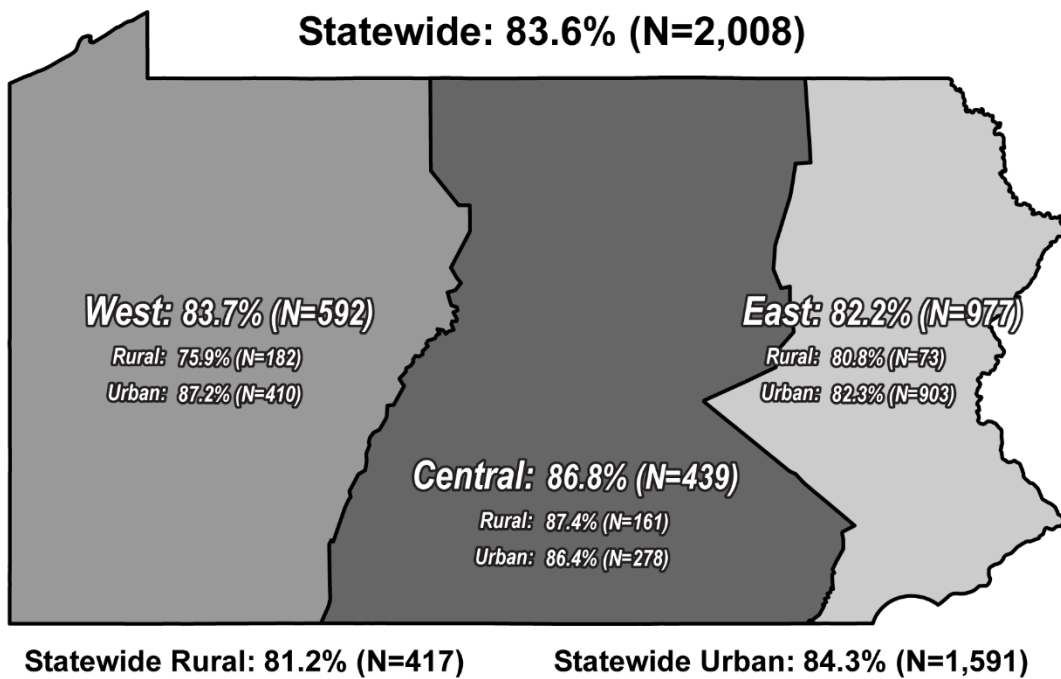 Statewide: 83.6% (N=2,008)
West: 83.7% (N=592)
Rural: 75.9% (N=182)
Urban: 87.2% (N=410)
East: 82.2% (N=977)
Rural: 80.8% (N=73)
Urban: 82.3% (N=903)
Central: 86.8% (N=439)
Rural: 87.4% (N=161)
Urban: 86.4% (N=278)
Statewide Rural: 81.2% (N=417)
Statewide Urban: 84.3% (N=1,591)